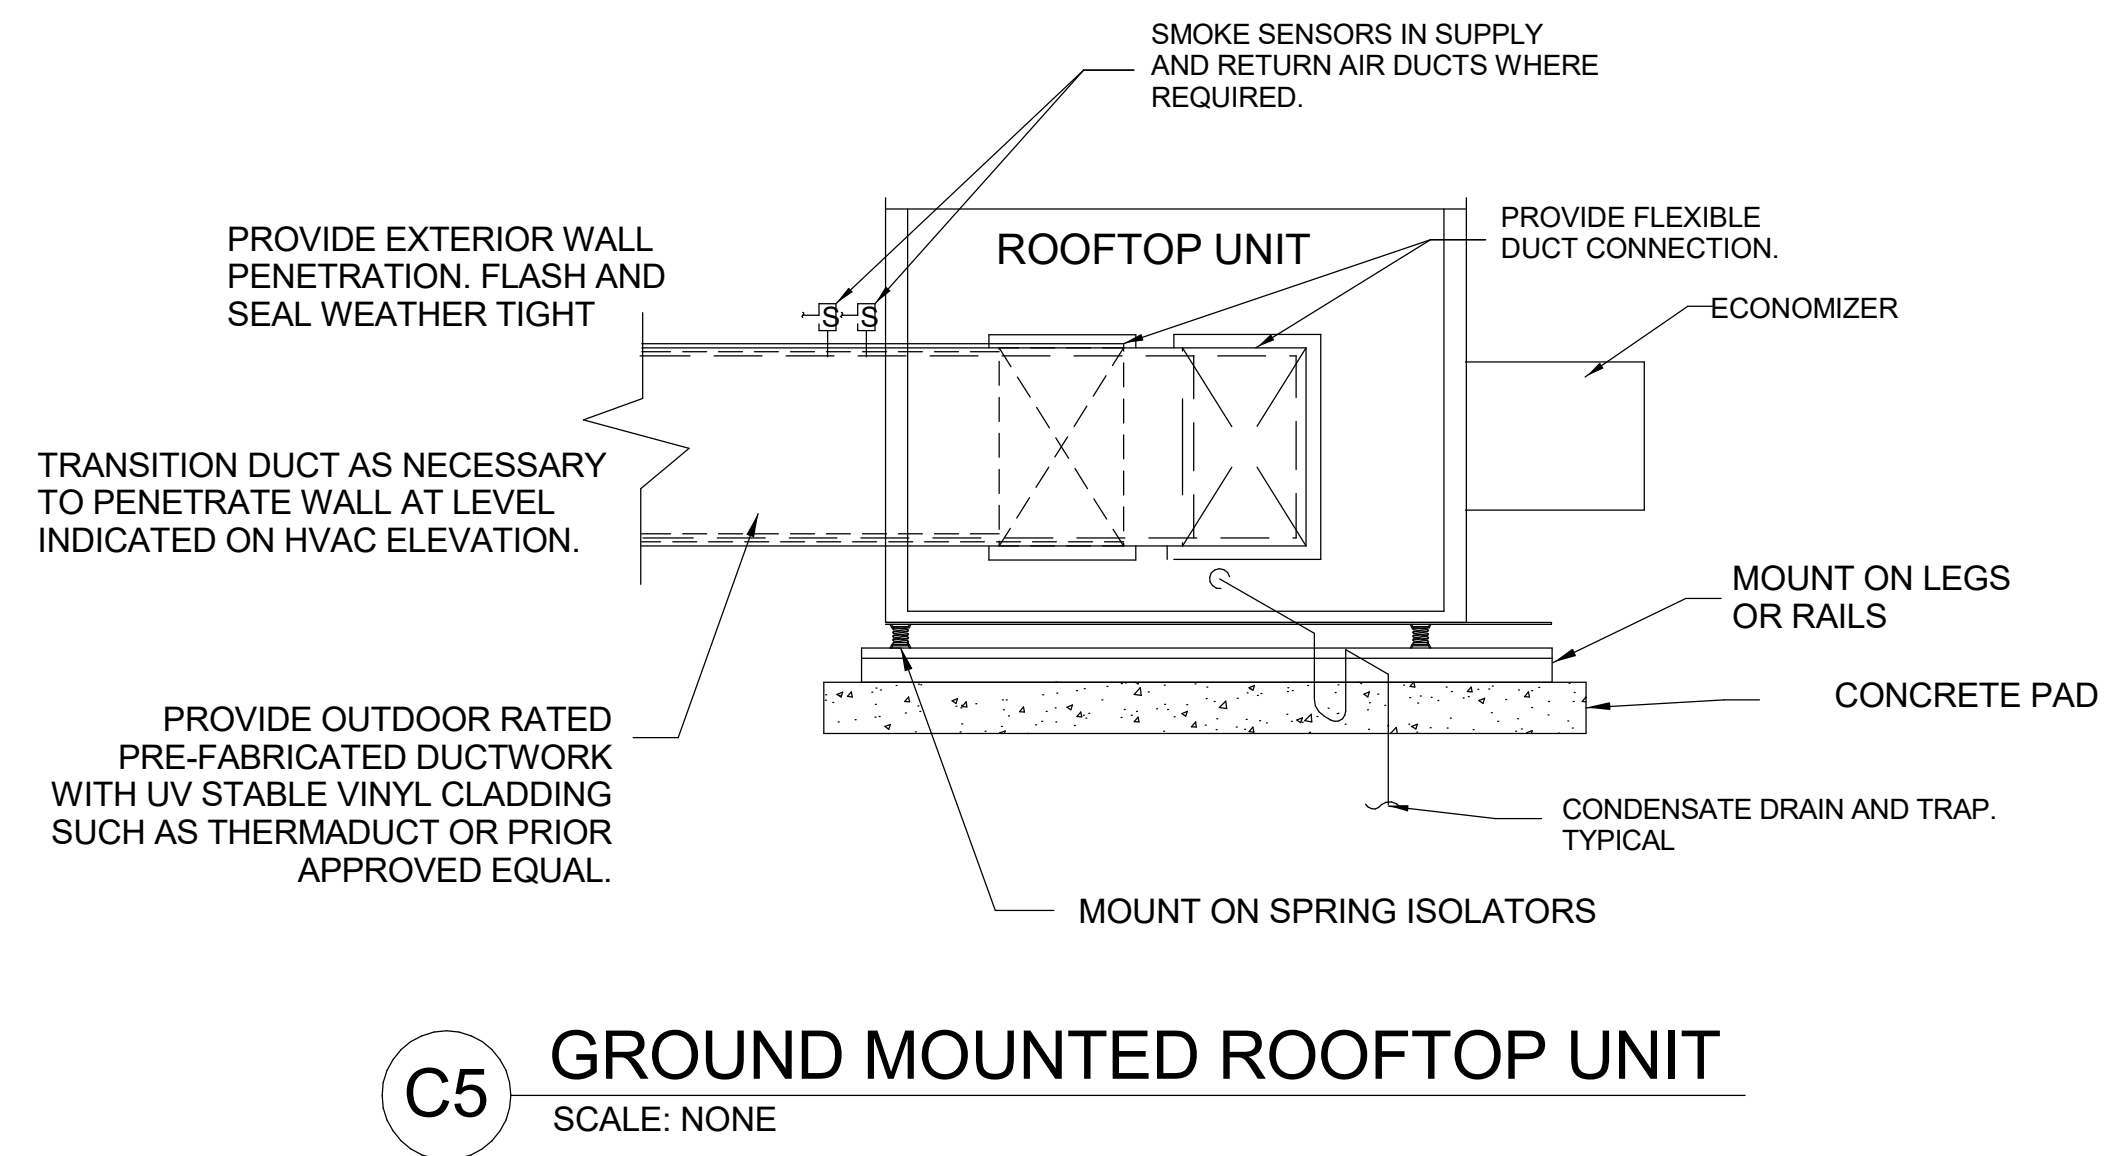 SMOKE SENSORS IN SUPPLY
AND RETURN AIR DUCTS WHERE
REQUIRED.
PROVIDE EXTERIOR WALL
PENETRATION. FLASH AND
SEAL WEATHER TIGHT
ROOFTOP UNIT
PROVIDE FLEXIBLE
DUCT CONNECTION.
S
S
ECONOMIZER
TRANSITION DUCT AS NECESSARY
TO PENETRATE WALL AT LEVEL
INDICATED ON HVAC ELEVATION.
MOUNT ON LEGS
OR RAILS
CONCRETE PAD
PROVIDE OUTDOOR RATED
PRE-FABRICATED DUCTWORK
WITH UV STABLE VINYL CLADDING
SUCH AS THERMADUCT OR PRIOR
APPROVED EQUAL.
CONDENSATE DRAIN AND TRAP.
TYPICAL
MOUNT ON SPRING ISOLATORS
C5
GROUND MOUNTED ROOFTOP UNIT
SCALE: NONE